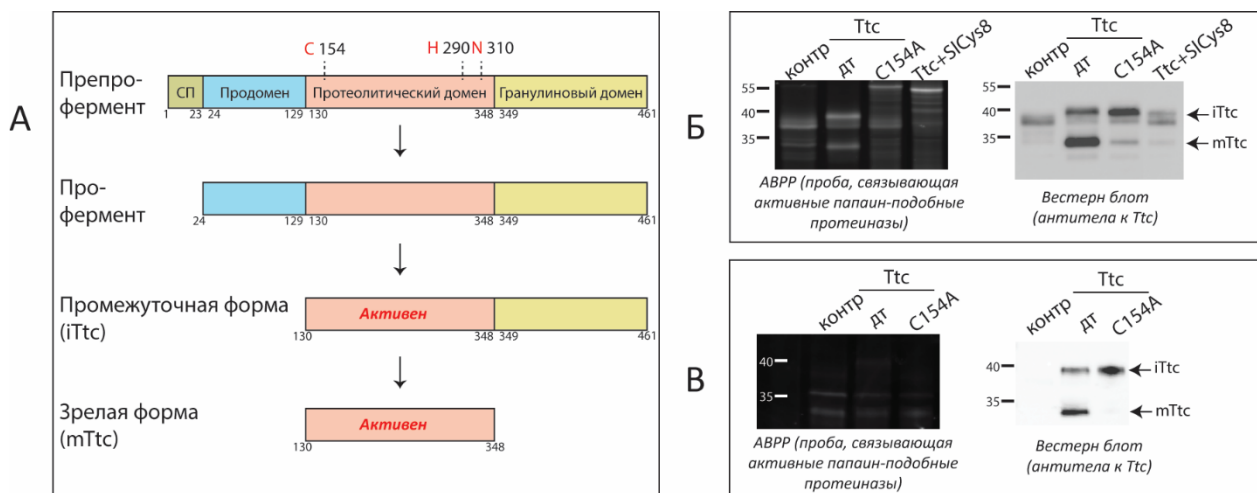 А
C 154
H 290
N 310
Препро-
фермент
СП
Продомен
Протеолитический домен
Гранулиновый домен
1
23
24
129
130
348
349
461
Про-
фермент
24
129
130
348
349
461
Промежуточная форма
(iTtc)
Активен
130
348
349
461
Зрелая форма
(mTtc)
Активен
130
348
Б
Ttc
контр
дт
C154A
Ttc+SlCys8
55
40
35
ABPP (проба, связывающая
активные папаин-подобные
протеиназы)
Ttc
контр
дт
C154A
Ttc+SlCys8
55
40
35
iTtc
mTtc
Вестерн блот
(антитела к Ttc)
В
Ttc
контр
дт
C154A
40
35
ABPP (проба, связывающая
активные папаин-подобные
протеиназы)
Ttc
контр
дт
C154A
40
35
iTtc
mTtc
Вестерн блот
(антитела к Ttc)